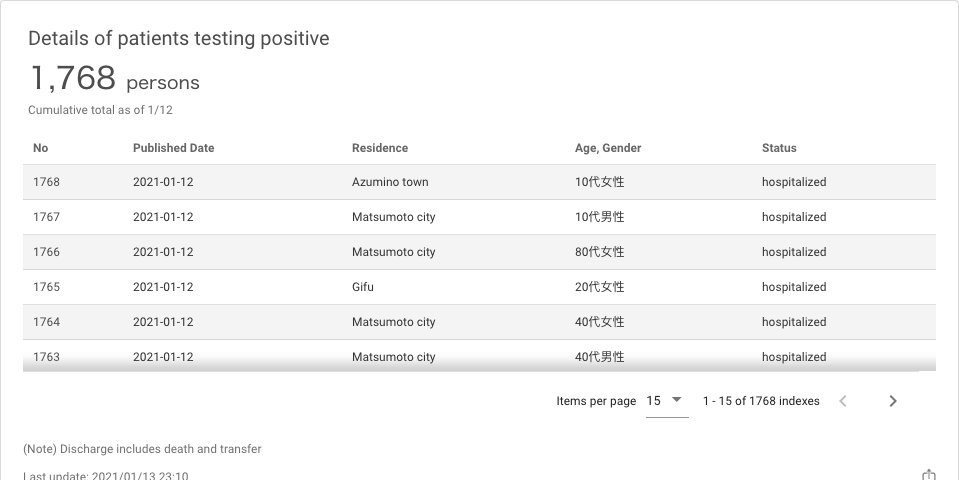 Details of patients testing positive
1,768 persons
Cumulative total as of 1/12
No Published Date Residence Age, Gender Status
1768 2021-01-12 Azumino town 10代女性 hospitalized
1767 2021-01-12 Matsumoto city 10代男性 hospitalized
1766 2021-01-12 Matsumoto city 80代女性 hospitalized
1765 2021-01-12 Gifu 20代女性 hospitalized
1764 2021-01-12 Matsumoto city 40代女性 hospitalized
1763 2021-01-12 Matsumoto city 40代男性 hospitalized
Items per page 15 1 - 15 of 1768 indexes
(Note) Discharge includes death and transfer
Last update: 2021/01/13 23:10